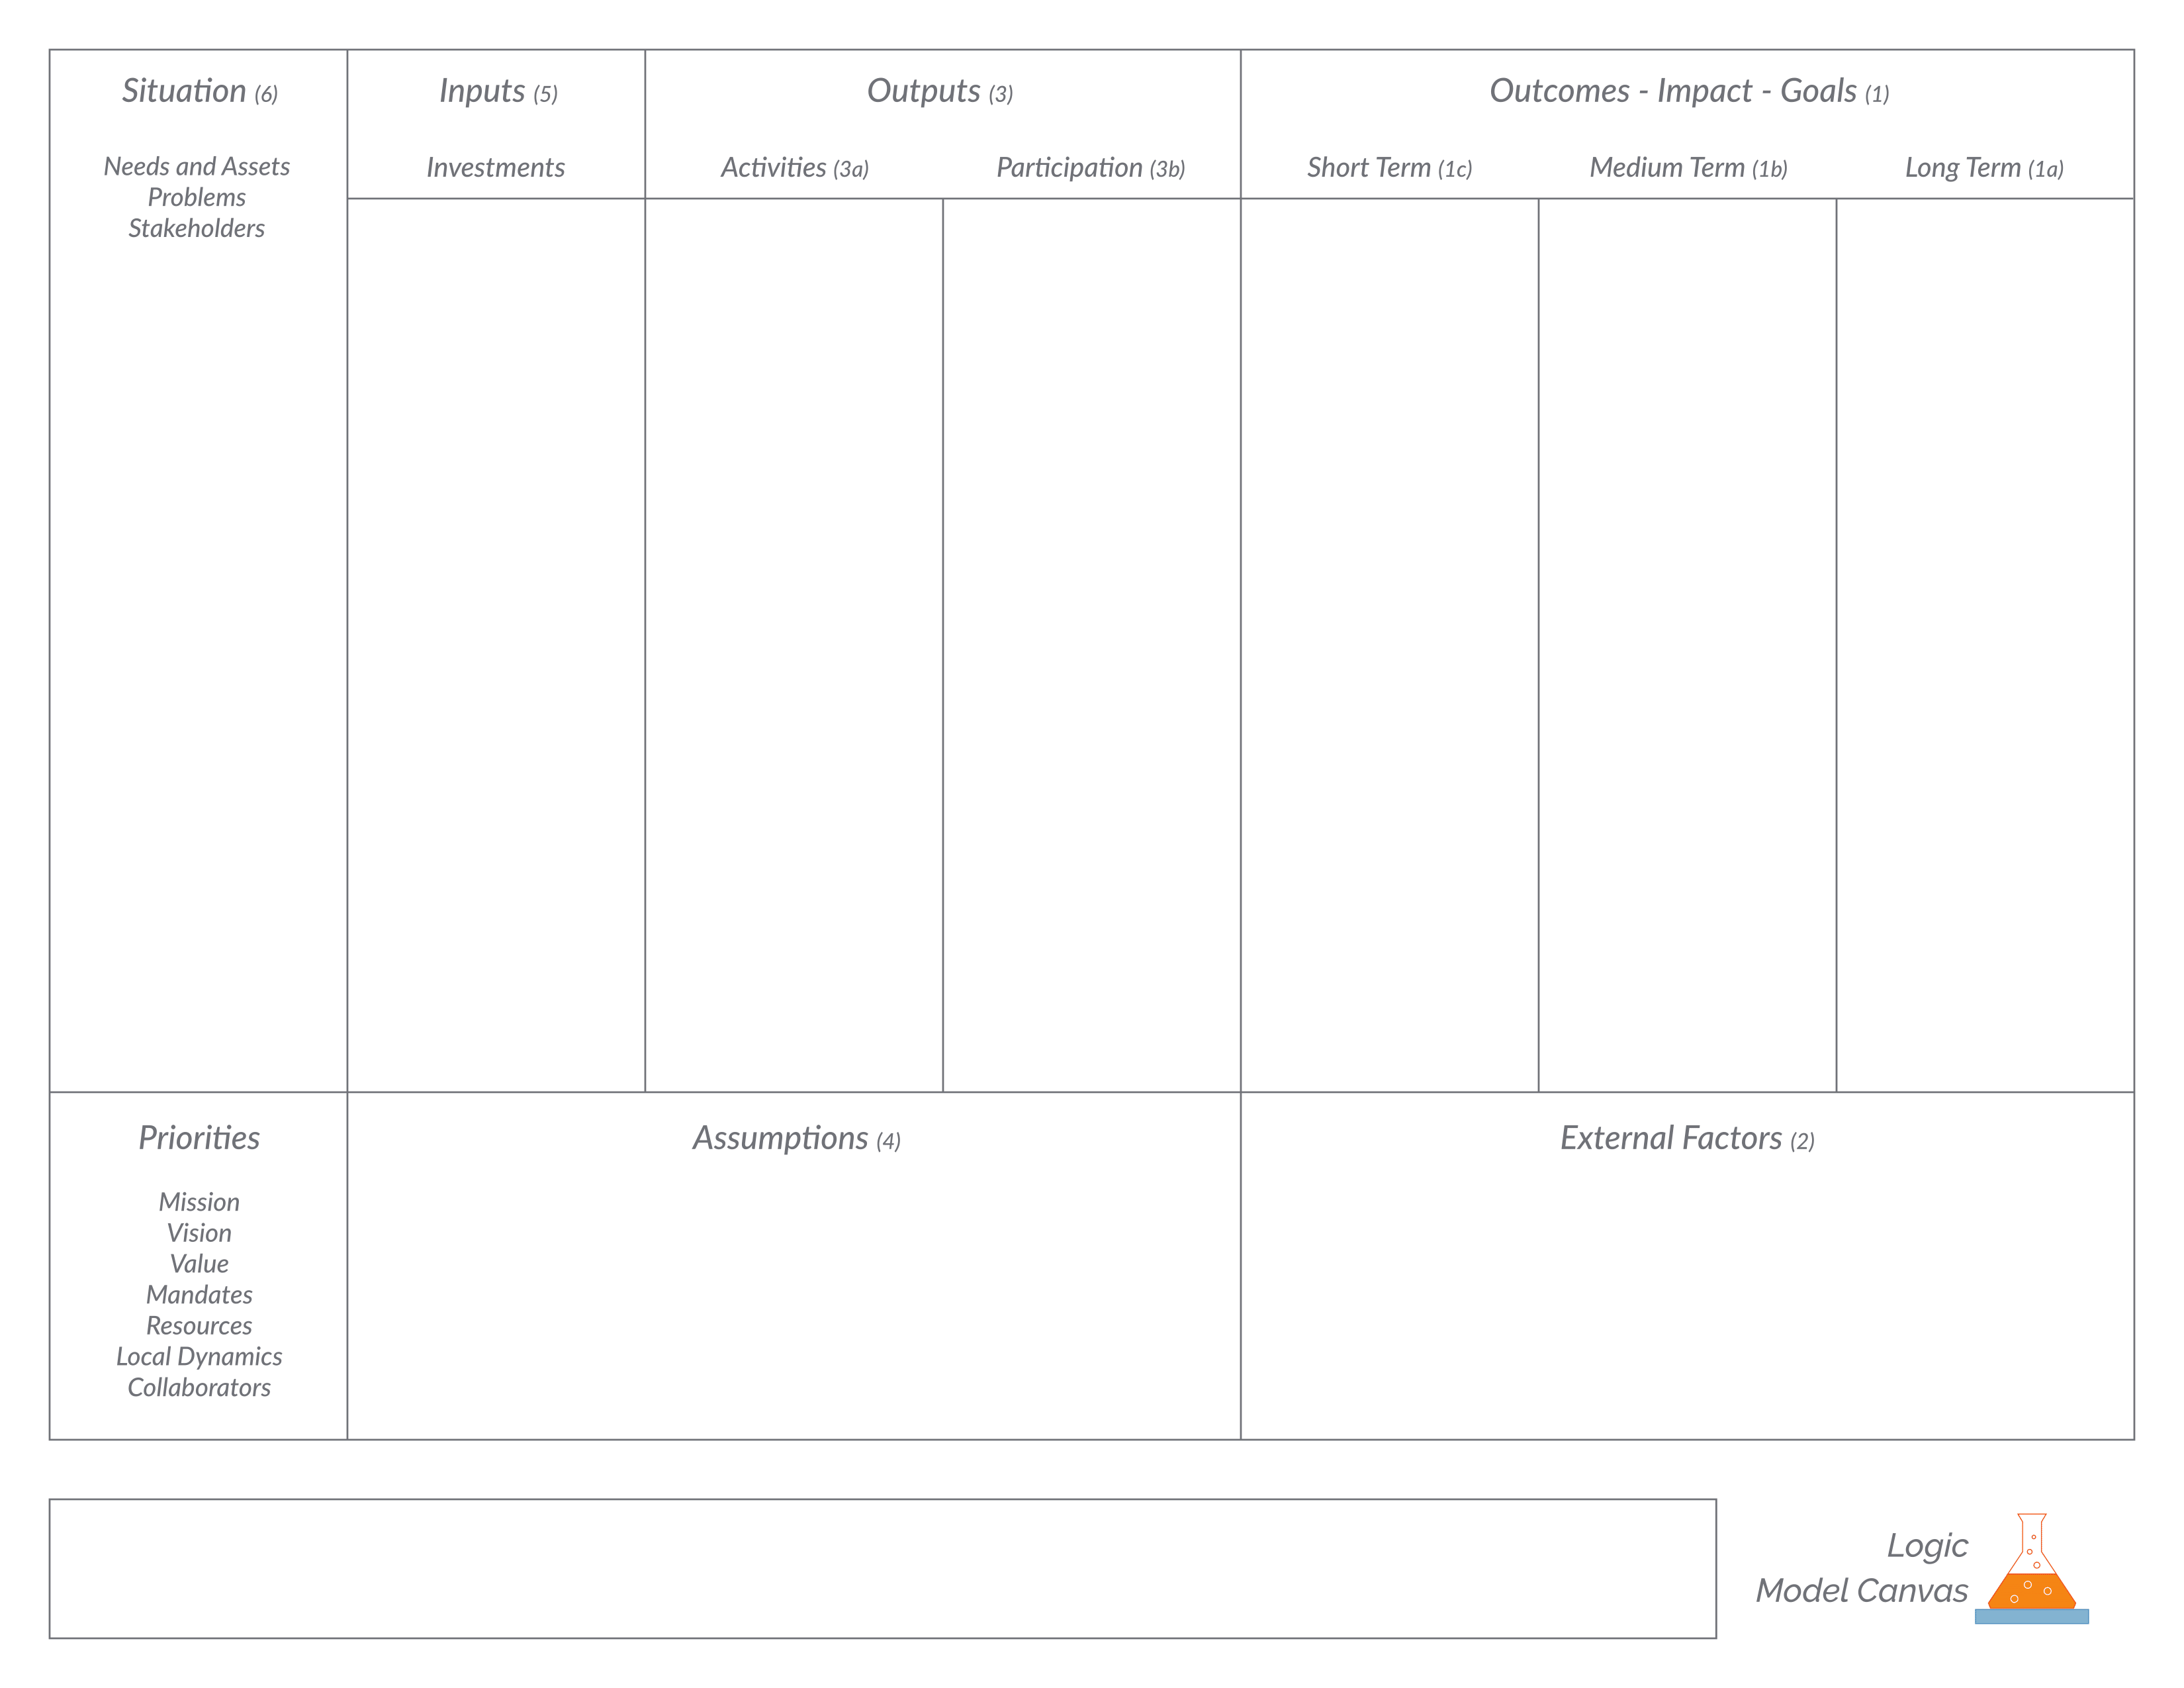 Situation (6)
Needs and Assets
Problems
Stakeholders
Inputs (5)
Investments
Outputs (3)
Activities (3a)
Participation (3b)
Outcomes - Impact - Goals (1)
Short Term (1c)
Medium Term (1b)
Long Term (1a)
Priorities
Mission
Vision
Value
Mandates
Resources
Local Dynamics
Collaborators
Assumptions (4)
External Factors (2)
Logic
Model Canvas